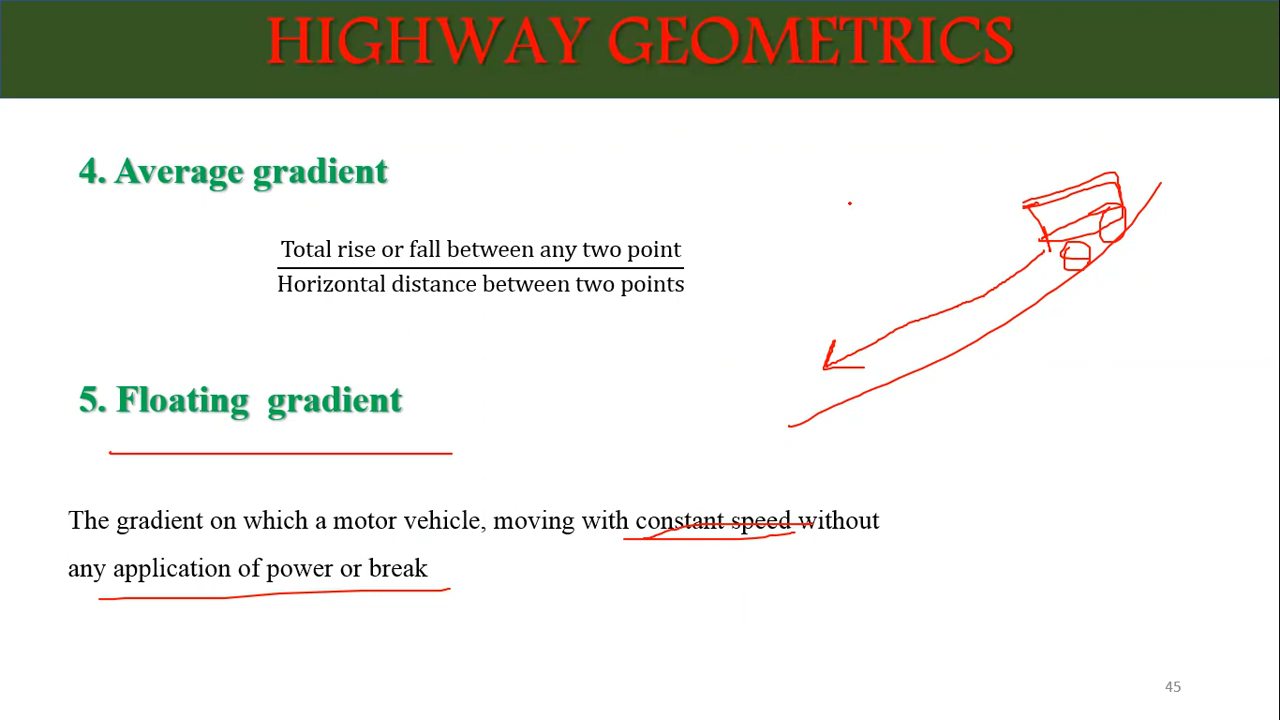 HIGHWAY GEOMETRICS
4. Average gradient
Total rise or fall between any two point
Horizontal distance between two points
5. Floating gradient
The gradient on which a motor vehicle, moving with constant speed without
any application of power or break
45